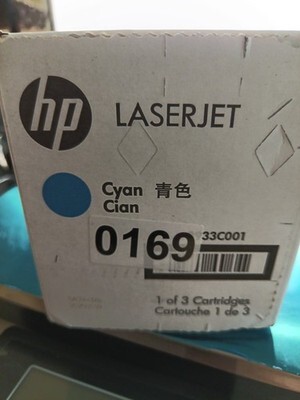 hp
LASERJET
Cyan 青色
Cian
0169
33C001
1 of 3 Cartridges
Cartouche 1 de 3